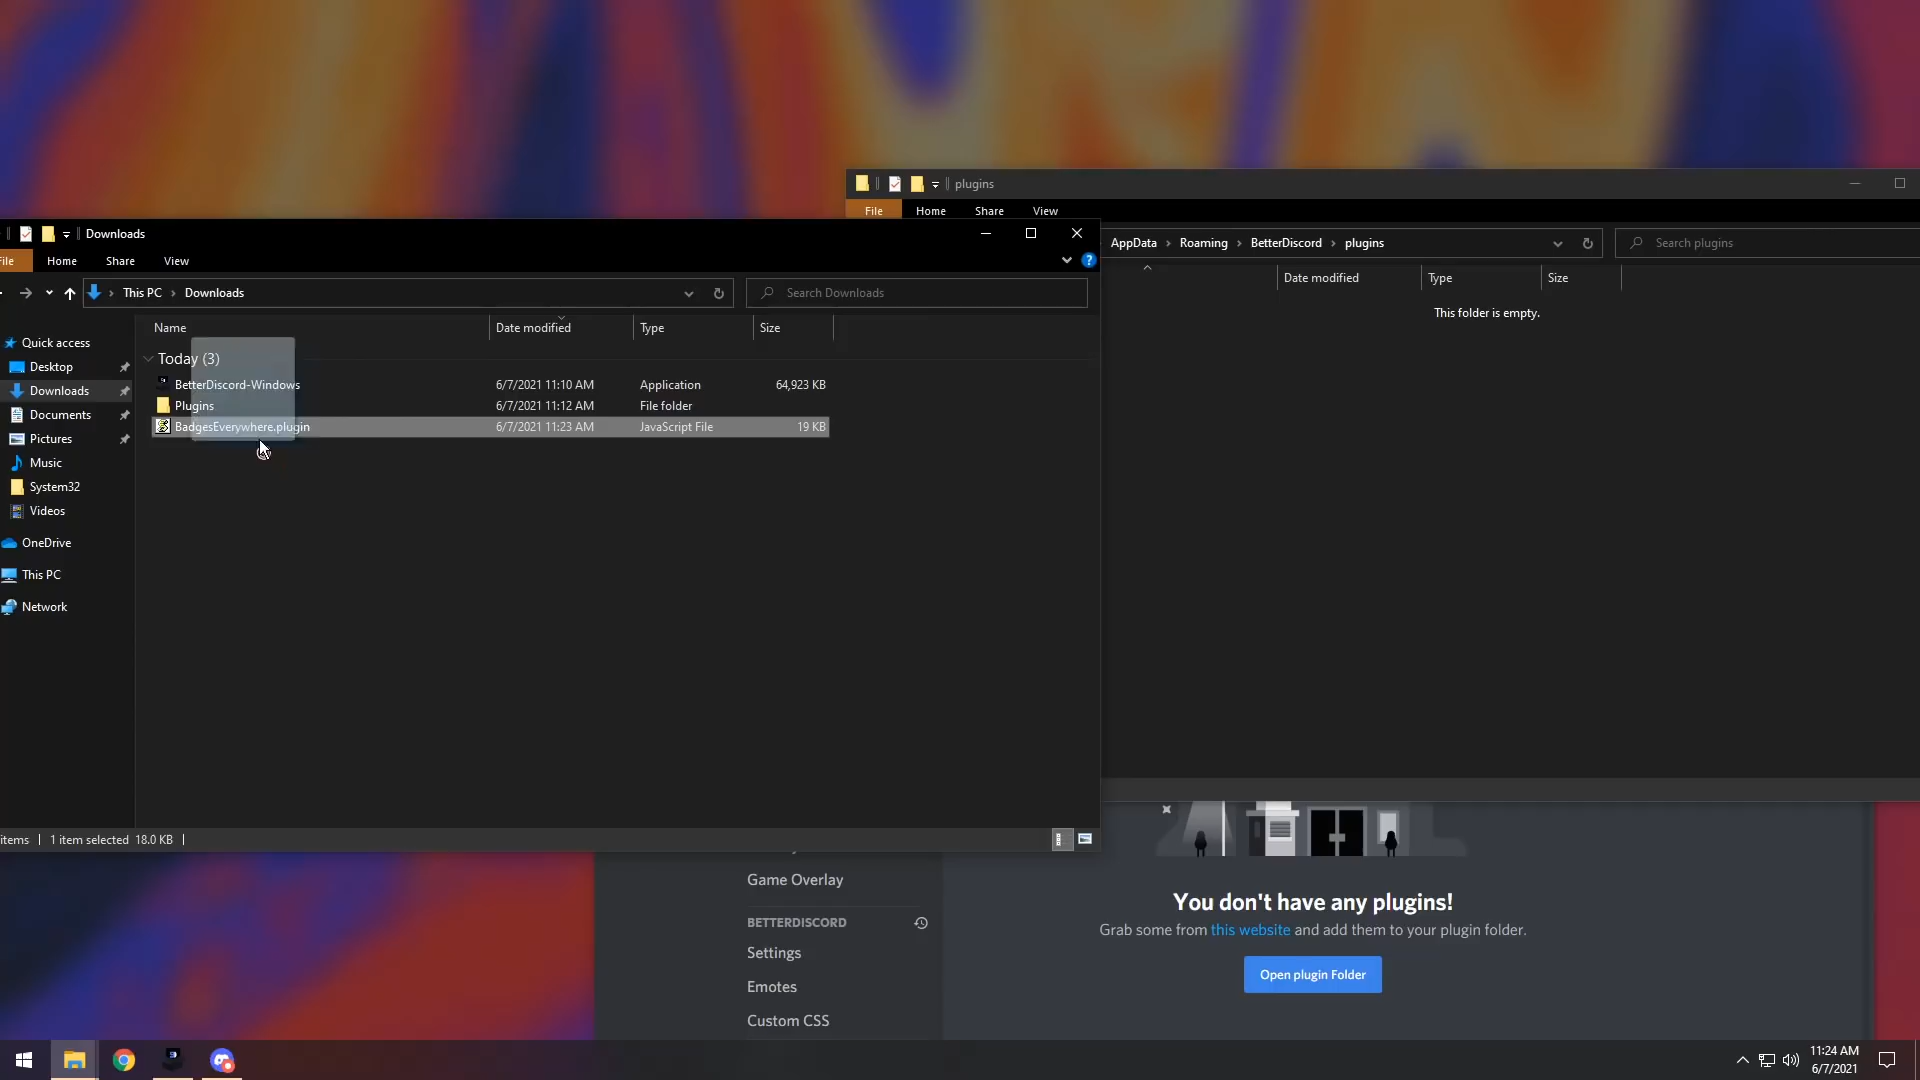 plugins
File Home Share View
AppData › Roaming › BetterDiscord › plugins
Search plugins
Date modified Type Size
This folder is empty.
Downloads
File Home Share View
This PC › Downloads
Search Downloads
Name Date modified Type Size
Today (3)
BetterDiscord-Windows 6/7/2021 11:10 AM Application 64,923 KB
Plugins 6/7/2021 11:12 AM File folder
BadgesEverywhere.plugin 6/7/2021 11:23 AM JavaScript File 19 KB
Quick access
Desktop
Downloads
Documents
Pictures
Music
System32
Videos
OneDrive
This PC
Network
items 1 item selected 18.0 KB
Game Overlay
BETTERDISCORD
Settings
Emotes
Custom CSS
You don't have any plugins!
Grab some from this website and add them to your plugin folder.
Open plugin Folder
11:24 AM
6/7/2021